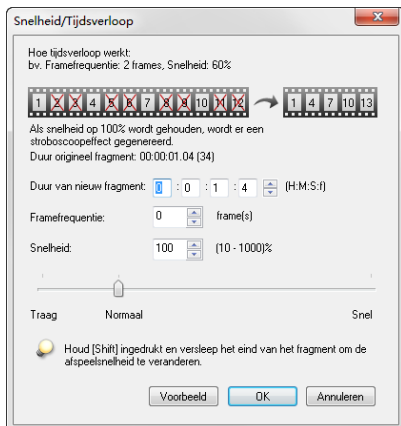 Snelheid/Tijdsverloop
Hoe tijdsverloop werkt:
bv. Framefrequentie: 2 frames, Snelheid: 60%
1 2 3 4 5 6 7 8 9 10 11 12 1 4 7 10 13
Als snelheid op 100% wordt gehouden, wordt er een
stroboscoopeffect gegenereerd.
Duur origineel fragment: 00:00:01.04 (34)
Duur van nieuw fragment: 0 : 0 : 1 : 4 (H:M:S:f)
Framefrequentie: 0 frame(s)
Snelheid: 100 (10 - 1000)%
Traag Normaal Snel
Houd [Shift] ingedrukt en versleep het eind van het fragment om de
afspeelsnelheid te veranderen.
Voorbeeld OK Annuleren